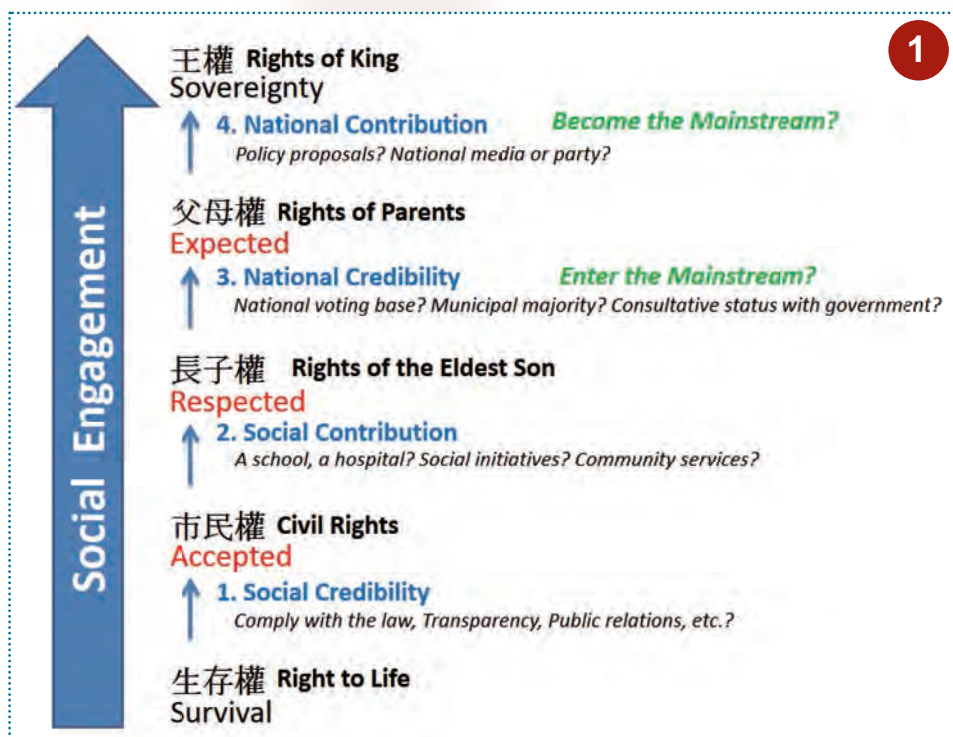 1
王權 Rights of King
Sovereignty
4. National Contribution Become the Mainstream?
Policy proposals? National media or party?
父母權 Rights of Parents
Expected
3. National Credibility Enter the Mainstream?
National voting base? Municipal majority? Consultative status with government?
長子權 Rights of the Eldest Son
Respected
2. Social Contribution
A school, a hospital? Social initiatives? Community services?
市民權 Civil Rights
Accepted
1. Social Credibility
Comply with the law, Transparency, Public relations, etc.?
生存權 Right to Life
Survival
Social Engagement